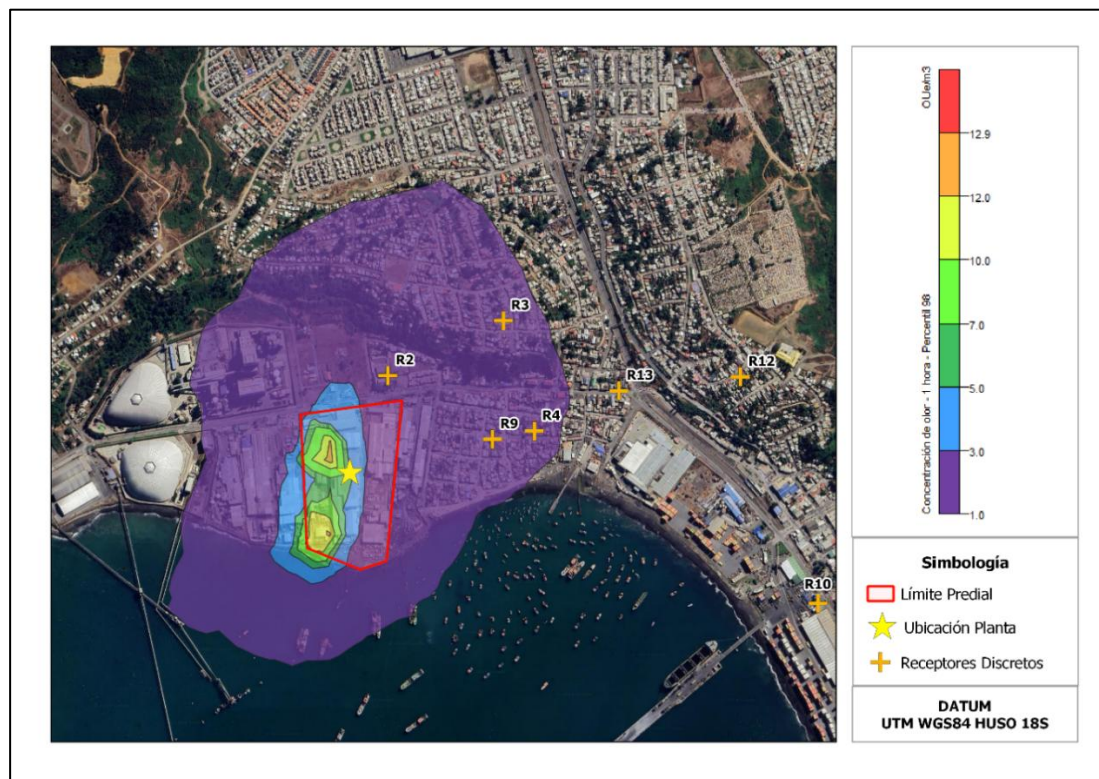 R3
R2
R13
R12
R4
R9
R10
OUe/m3
12.9
12.0
10.0
7.0
5.0
3.0
1.0
Concentración de olor - 1 hora - Percentil 98
Simbología
Límite Predial
Ubicación Planta
Receptores Discretos
DATUM
UTM WGS84 HUSO 18S